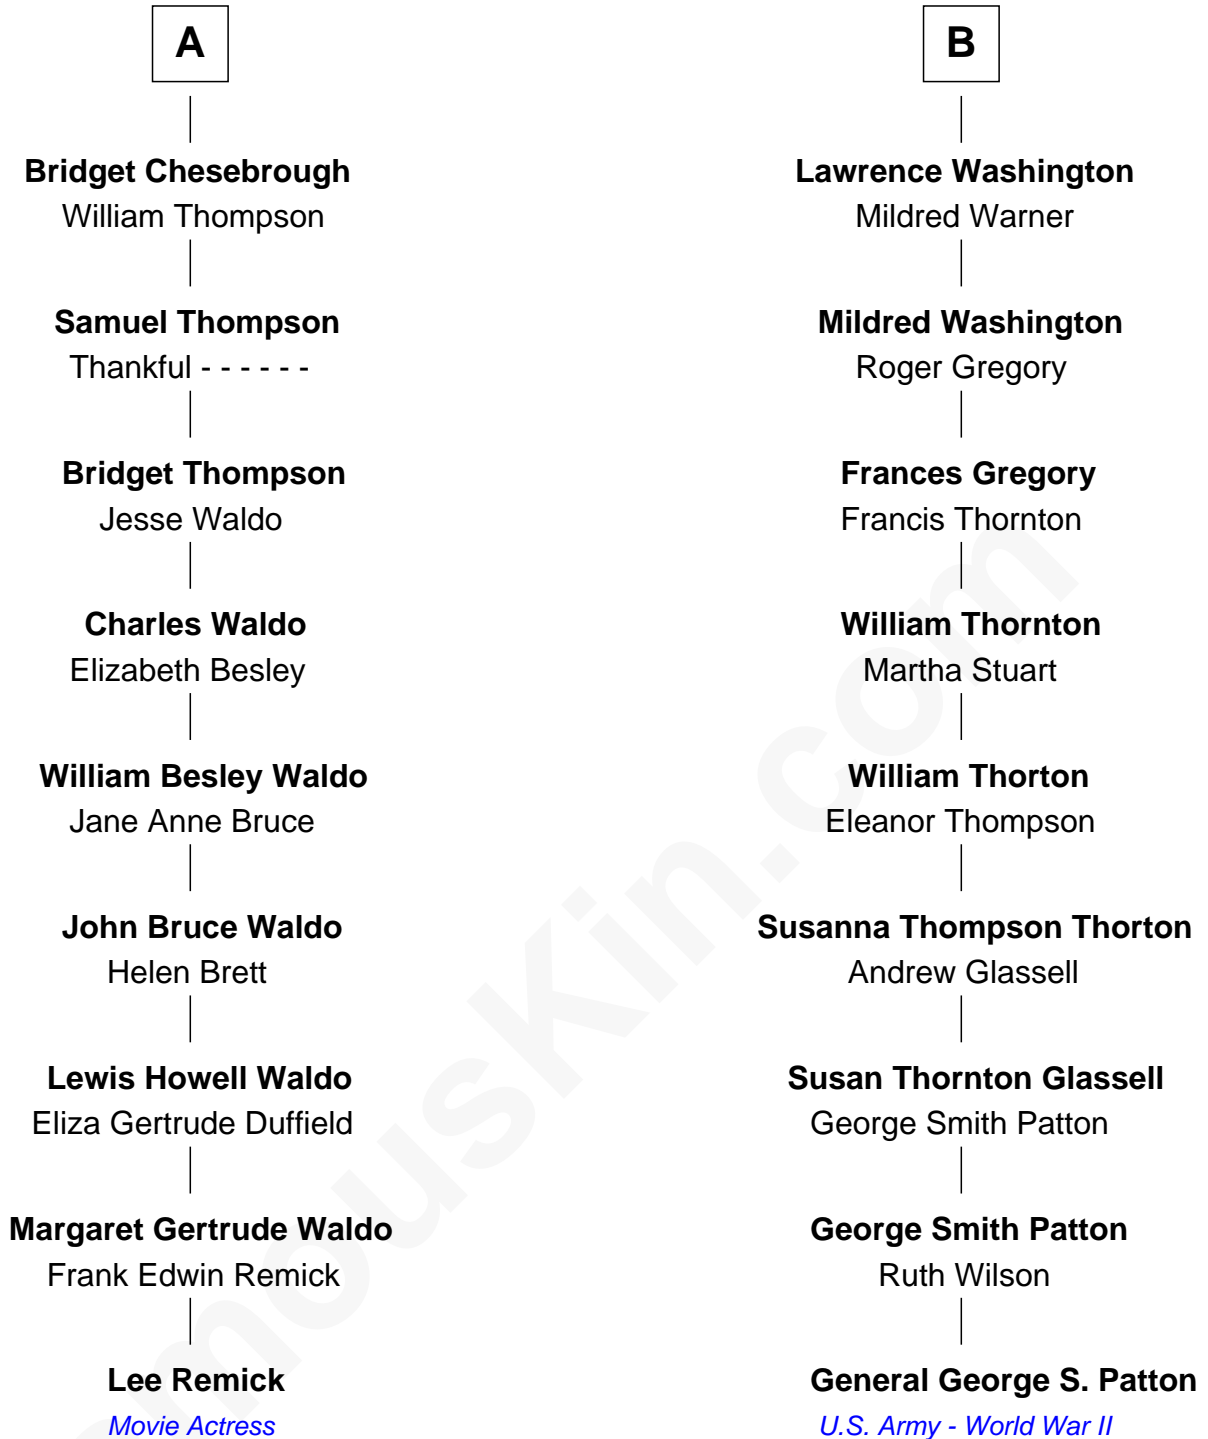 A
Bridget Chesebrough
William Thompson
Samuel Thompson
Thankful - - - - - -
Bridget Thompson
Jesse Waldo
Charles Waldo
Elizabeth Besley
William Besley Waldo
Jane Anne Bruce
John Bruce Waldo
Helen Brett
Lewis Howell Waldo
Eliza Gertrude Duffield
Margaret Gertrude Waldo
Frank Edwin Remick
Lee Remick
Movie Actress
B
Lawrence Washington
Mildred Warner
Mildred Washington
Roger Gregory
Frances Gregory
Francis Thornton
William Thornton
Martha Stuart
William Thorton
Eleanor Thompson
Susanna Thompson Thorton
Andrew Glassell
Susan Thornton Glassell
George Smith Patton
George Smith Patton
Ruth Wilson
General George S. Patton
U.S. Army - World War II